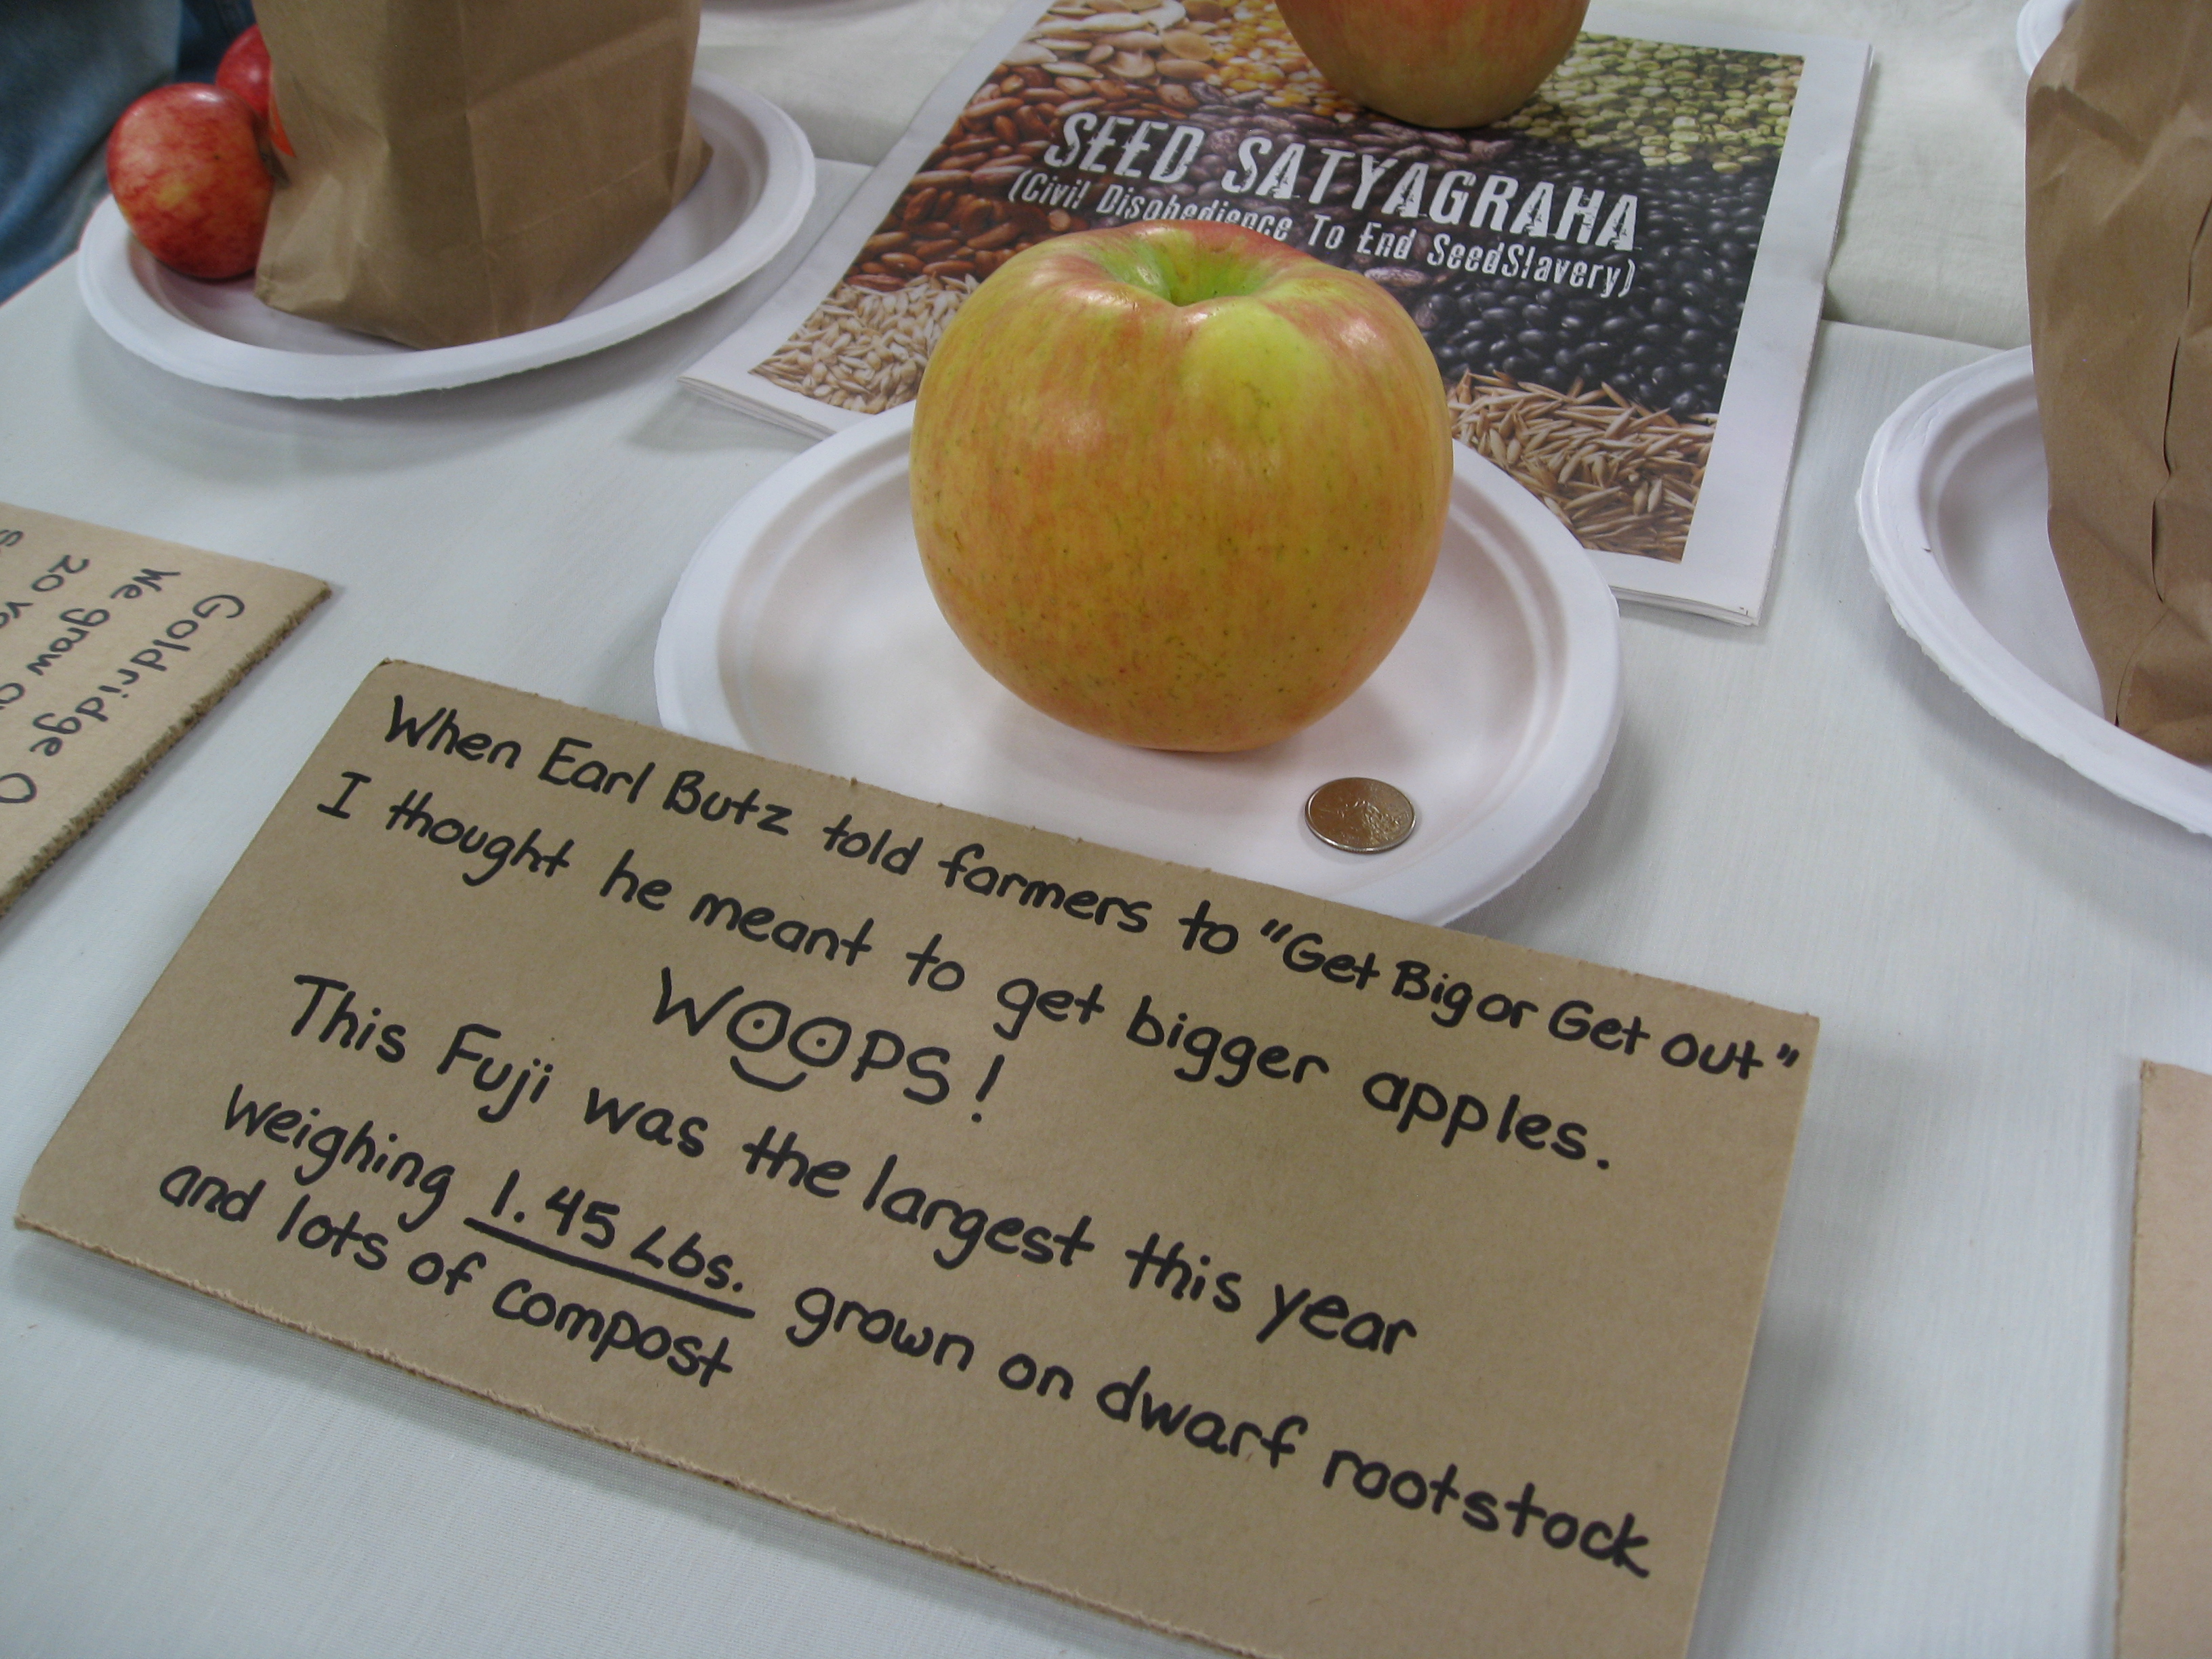 SEED SATYAGRAHA
(Civil Disobedience To End SeedSlavery)
Goldridge
We grow
20
When Earl Butz told farmers to "Get Big or Get out"
I thought he meant to get bigger apples.
WOOPS!
This Fuji was the largest this year
weighing 1.45 Lbs. grown on dwarf rootstock
and lots of compost